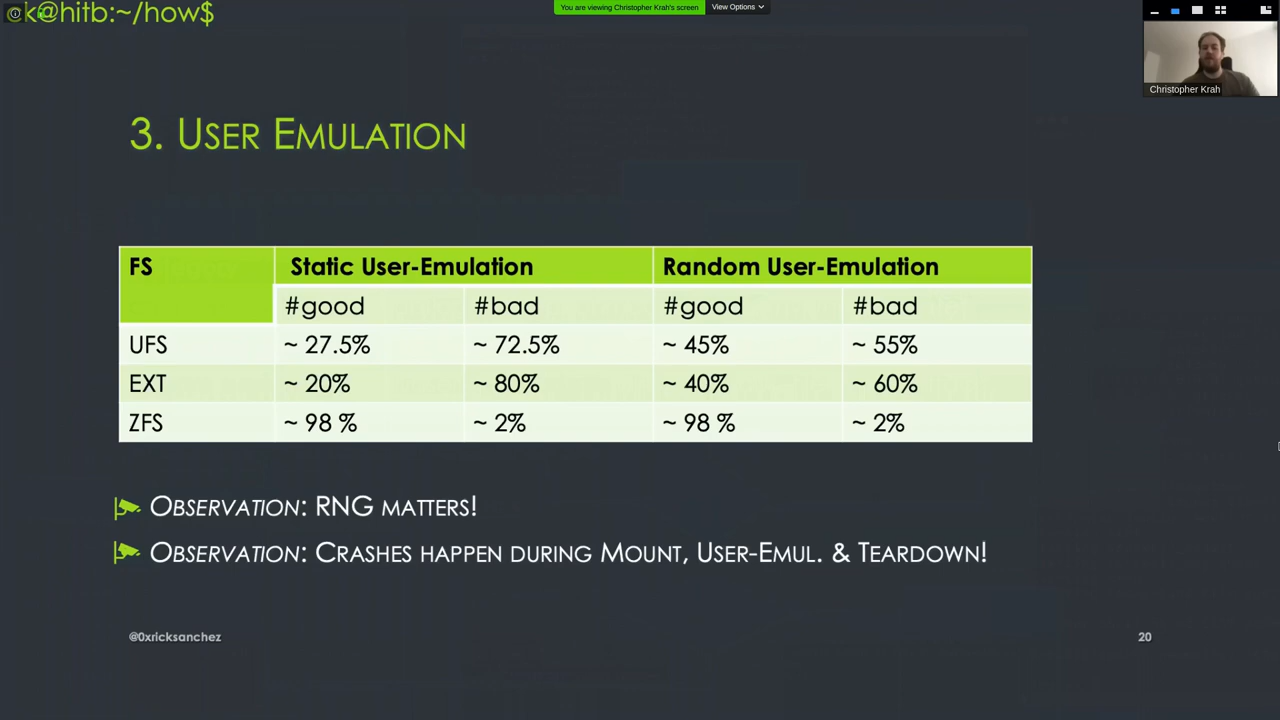 ck@hitb:~/how$
You are viewing Christopher Krah's screen
View Options
Christopher Krah
3. User Emulation
FS Static User-Emulation Random User-Emulation
#good #bad #good #bad
UFS ~ 27.5% ~ 72.5% ~ 45% ~ 55%
EXT ~ 20% ~ 80% ~ 40% ~ 60%
ZFS ~ 98 % ~ 2% ~ 98 % ~ 2%
Observation: RNG matters!
Observation: Crashes happen during Mount, User-Emul. & Teardown!
@0xricksanchez
20